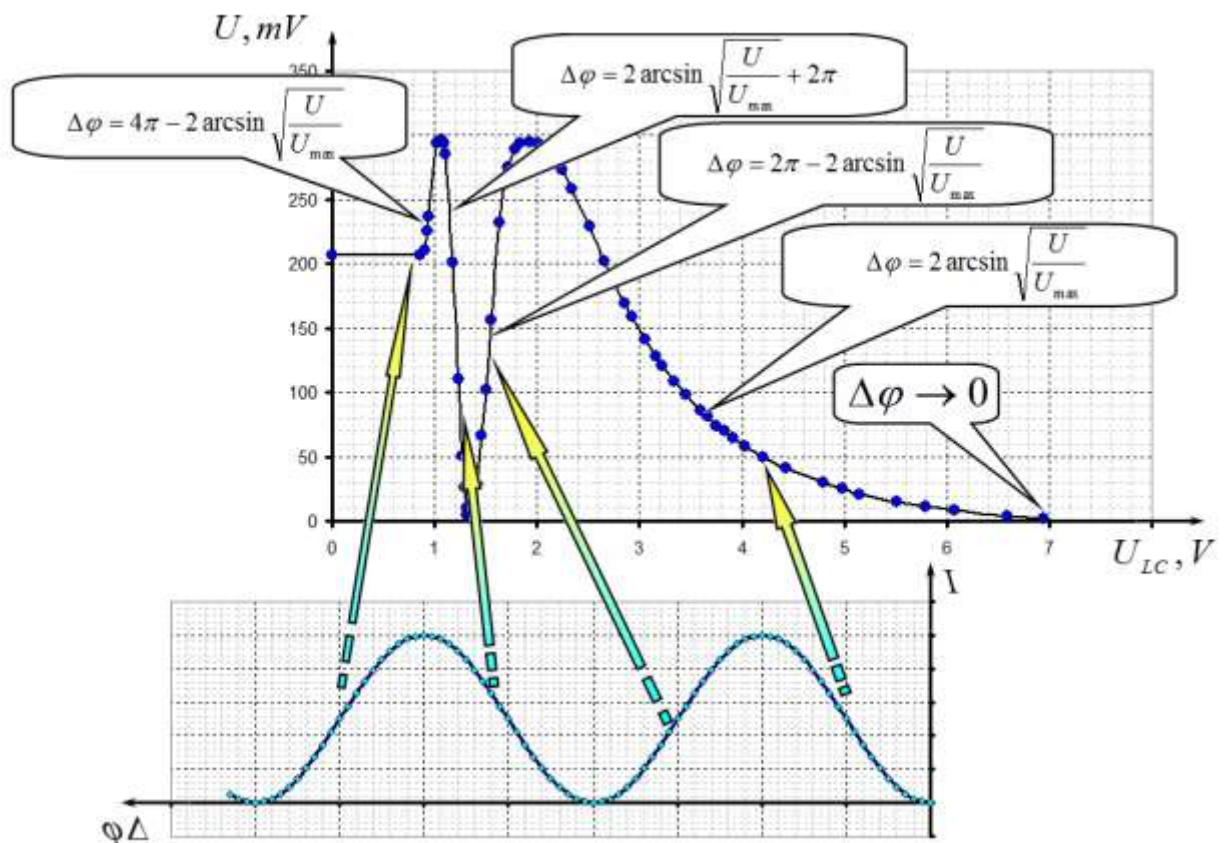 U, mV
350
Δφ = 2 arcsin √(U/U_max) + 2π
Δφ = 4π − 2 arcsin √(U/U_max)
Δφ = 2π − 2 arcsin √(U/U_max)
250
200
Δφ = 2 arcsin √(U/U_max)
150
100
Δφ → 0
50
0
0 1 2 3 4 5 6 7
U_LC, V
I
φΔ